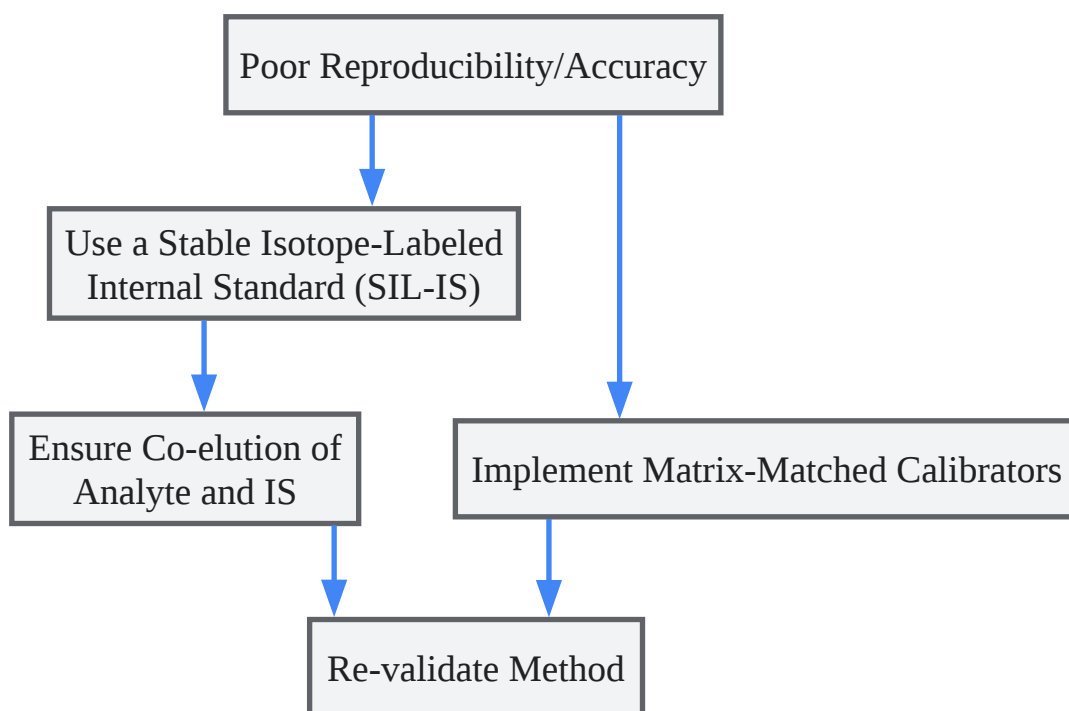 Poor Reproducibility/Accuracy
Use a Stable Isotope-Labeled
Internal Standard (SIL-IS)
Ensure Co-elution of
Analyte and IS
Implement Matrix-Matched Calibrators
Re-validate Method